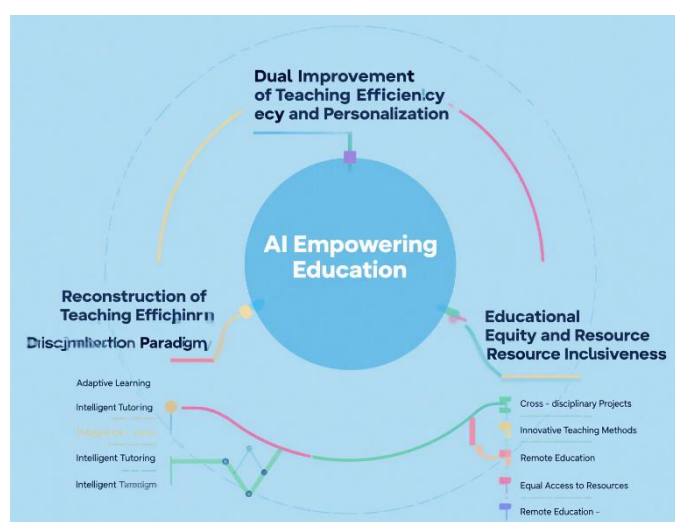 Dual Improvement
of Teaching Efficiency
ecy and Personalization
AI Empowering
Education
Reconstruction of
Teaching
Paradigm
Educational
Equity and Resource
Resource Inclusiveness
Adaptive Learning
Intelligent Tutoring
Intelligent Tutoring
Intelligent
Cross - disciplinary Projects
Innovative Teaching Methods
Remote Education
Equal Access to Resources
Remote Education -